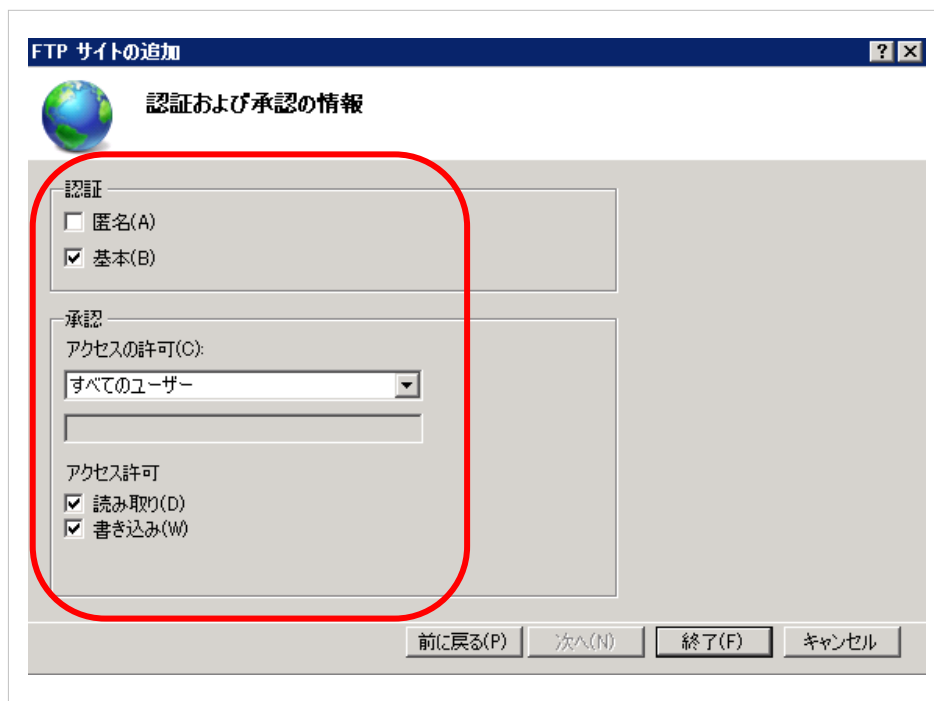 FTP サイトの追加
認証および承認の情報
認証
匿名(A)
基本(B)
承認
アクセスの許可(C):
すべてのユーザー
アクセス許可
読み取り(D)
書き込み(W)
前に戻る(P) 次へ(N) 終了(F) キャンセル